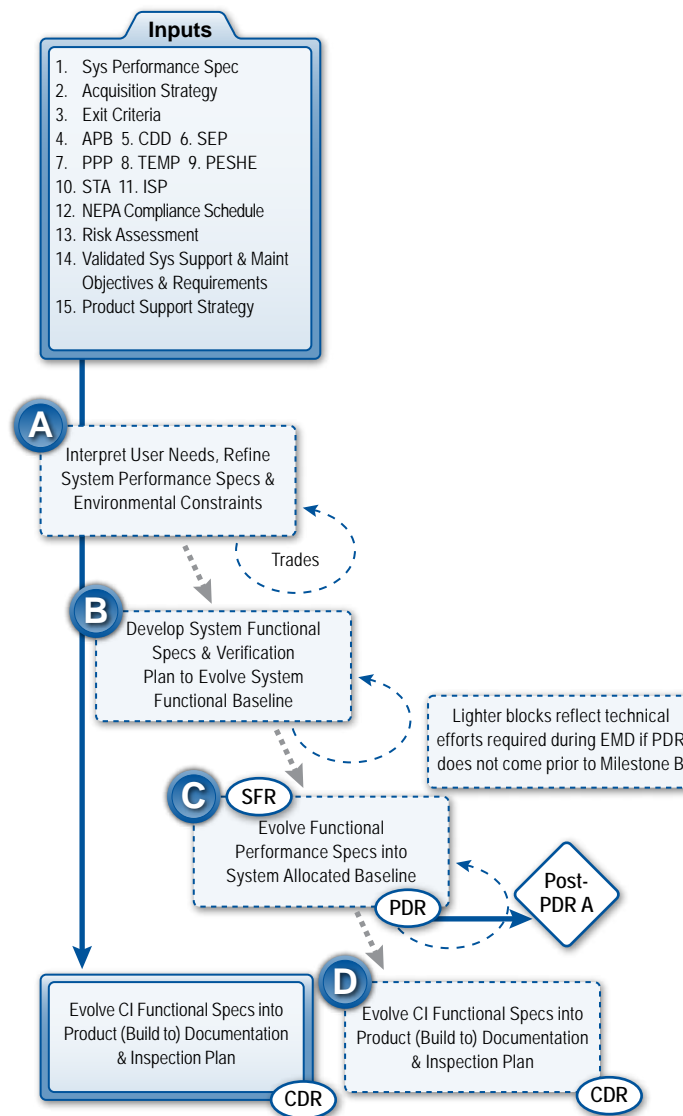 Inputs
1. Sys Performance Spec
2. Acquisition Strategy
3. Exit Criteria
4. APB 5. CDD 6. SEP
7. PPP 8. TEMP 9. PESHE
10. STA 11. ISP
12. NEPA Compliance Schedule
13. Risk Assessment
14. Validated Sys Support & Maint
Objectives & Requirements
15. Product Support Strategy
A
Interpret User Needs, Refine
System Performance Specs &
Environmental Constraints
Trades
B
Develop System Functional
Specs & Verification
Plan to Evolve System
Functional Baseline
Lighter blocks reflect technical
efforts required during EMD if PDR
does not come prior to Milestone B
C
SFR
Evolve Functional
Performance Specs into
System Allocated Baseline
PDR
Post-
PDR A
Evolve CI Functional Specs into
Product (Build to) Documentation
& Inspection Plan
CDR
D
Evolve CI Functional Specs into
Product (Build to) Documentation
& Inspection Plan
CDR